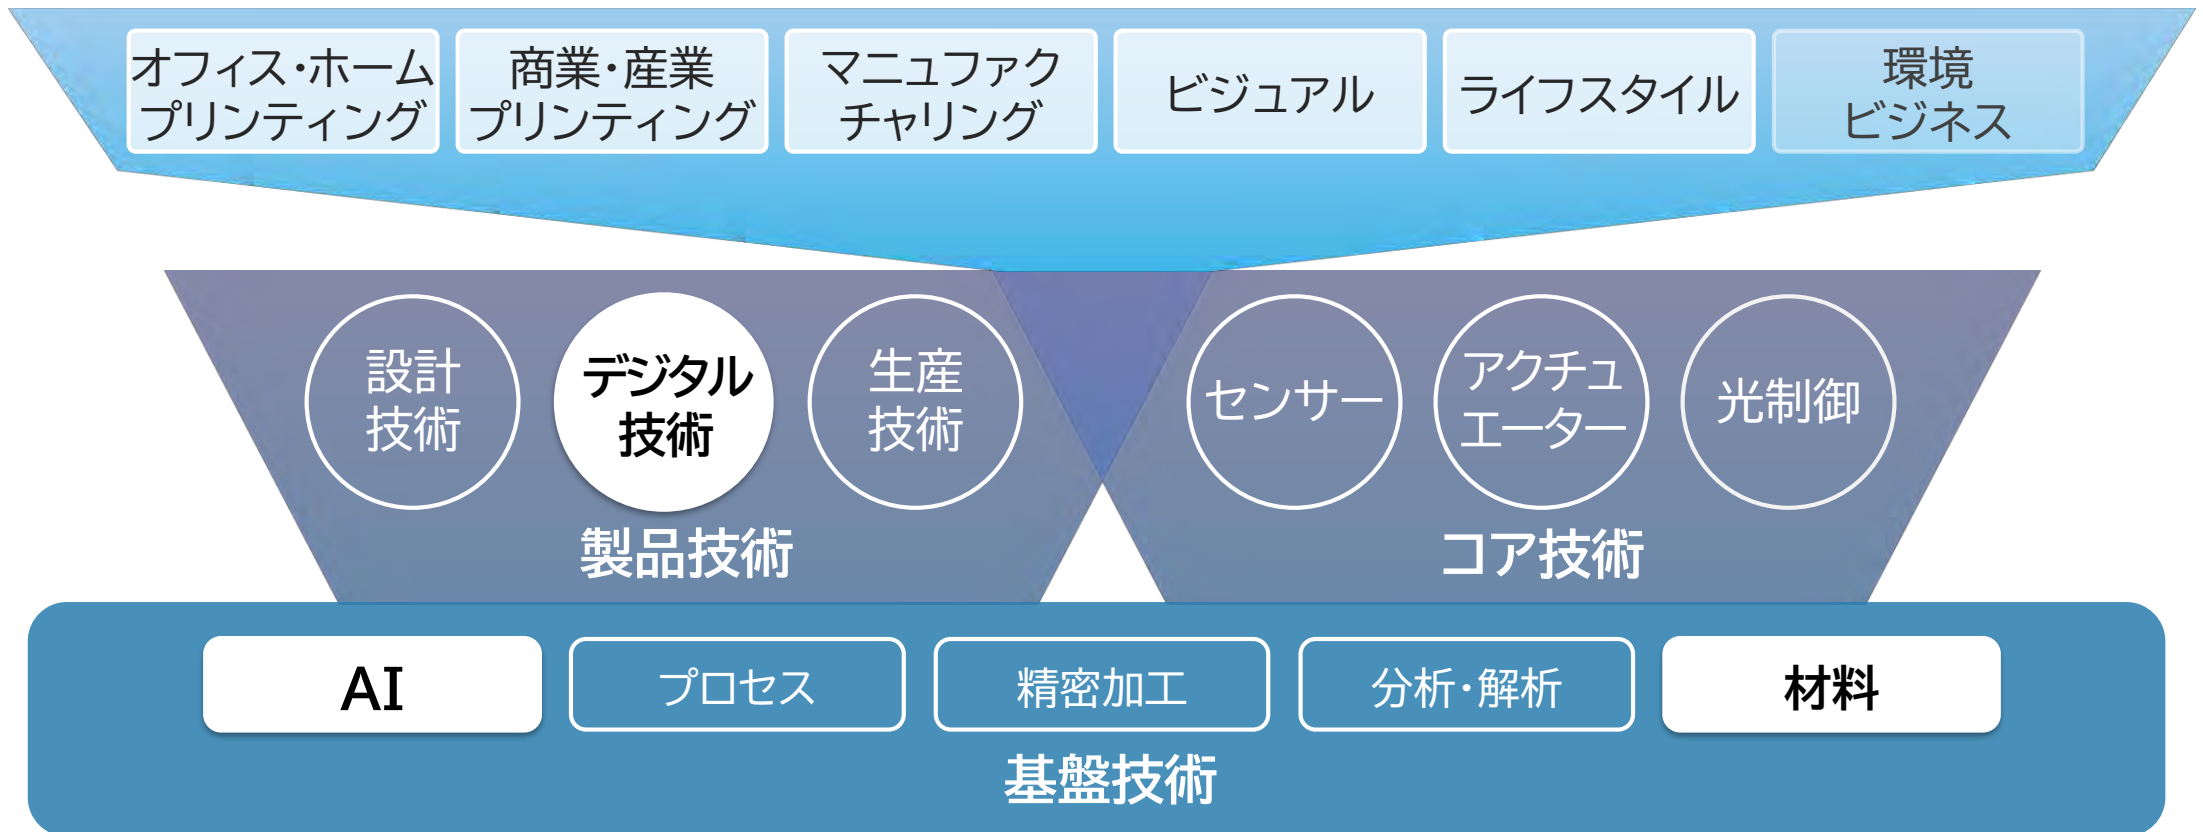 オフィス・ホーム
プリンティング
商業・産業
プリンティング
マニュファク
チャリング
ビジュアル
ライフスタイル
環境
ビジネス
設計
技術
デジタル
技術
生産
技術
センサー
アクチュ
エーター
光制御
製品技術
コア技術
AI
プロセス
精密加工
分析・解析
材料
基盤技術